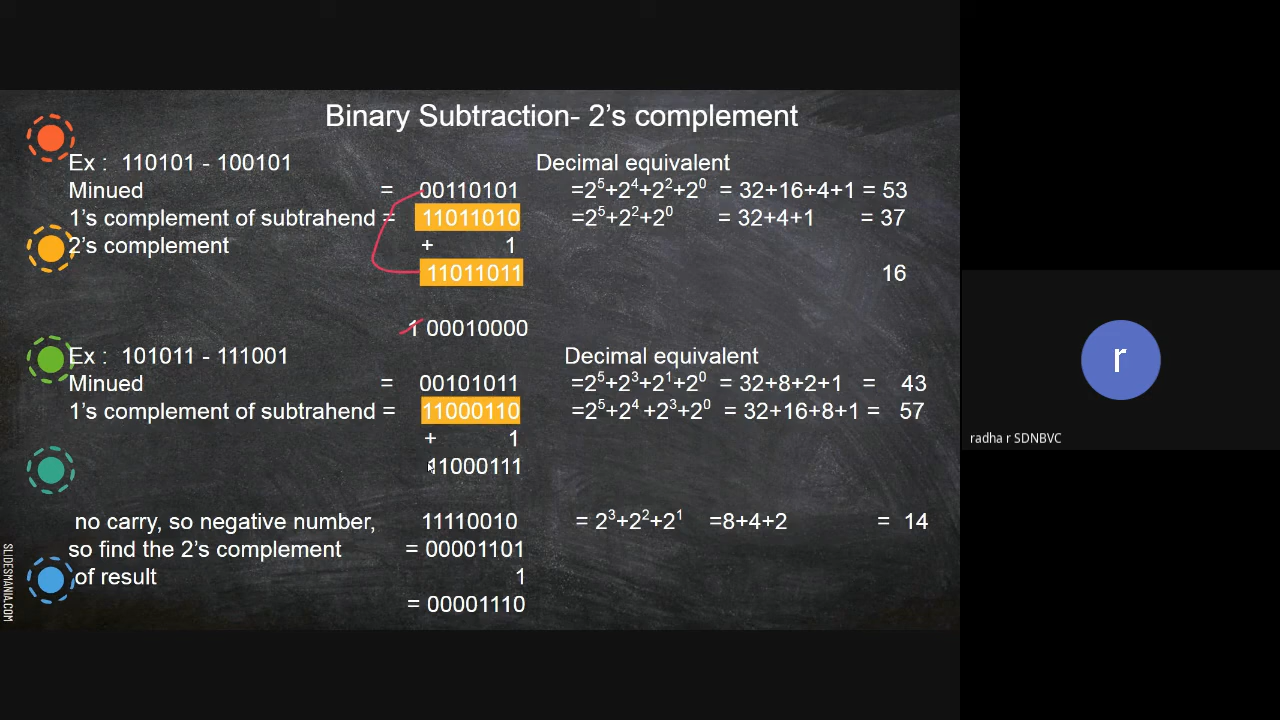 Binary Subtraction- 2’s complement
Ex : 110101 - 100101 Decimal equivalent
Minued = 00110101 =2⁵+2⁴+2²+2⁰ = 32+16+4+1 = 53
1’s complement of subtrahend = 11011010 =2⁵+2²+2⁰ = 32+4+1 = 37
2’s complement + 1
11011011 16
1 00010000
Ex : 101011 - 111001 Decimal equivalent
Minued = 00101011 =2⁵+2³+2¹+2⁰ = 32+8+2+1 = 43
1’s complement of subtrahend = 11000110 =2⁵+2⁴ +2³+2⁰ = 32+16+8+1 = 57
+ 1
11000111
no carry, so negative number, 11110010 = 2³+2²+2¹ =8+4+2 = 14
so find the 2’s complement = 00001101
of result 1
= 00001110
SLIDESMANIA.COM
r
radha r SDNBVC